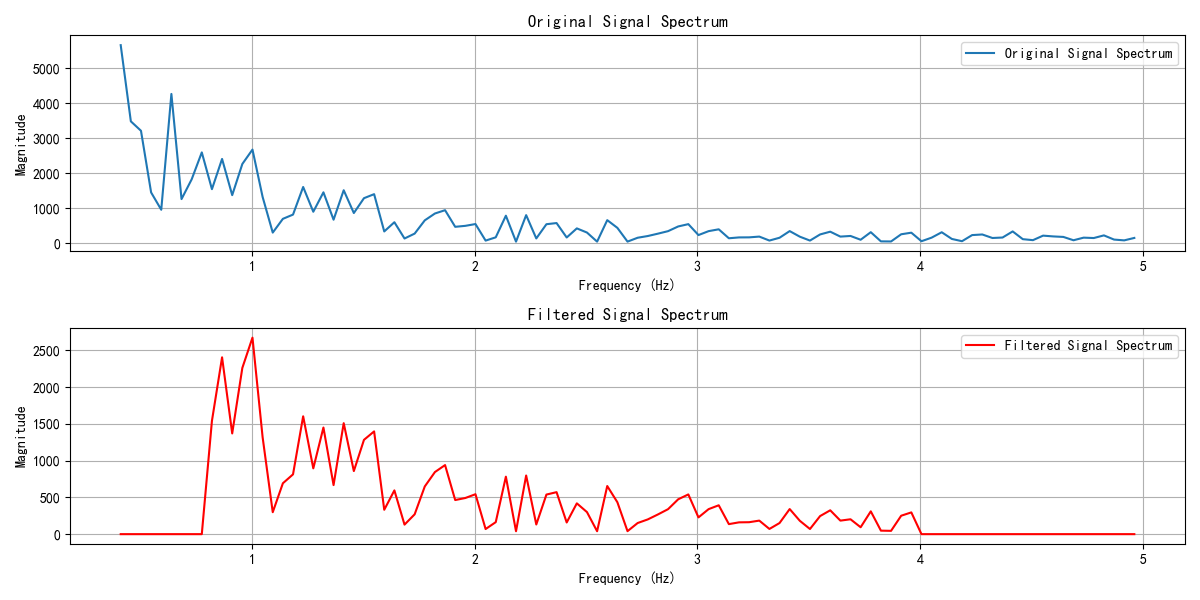 Original Signal Spectrum
Original Signal Spectrum
Magnitude
5000
4000
3000
2000
1000
0
1 2 3 4 5
Frequency (Hz)
Filtered Signal Spectrum
Filtered Signal Spectrum
Magnitude
2500
2000
1500
1000
500
0
1 2 3 4 5
Frequency (Hz)